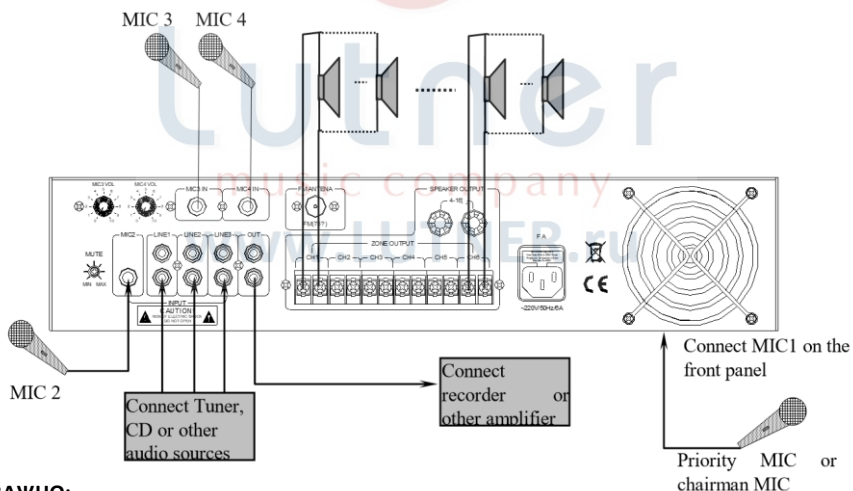 MIC 3 MIC 4
Lutner
music company
www.LUTNER.ru
MIC3 VOL MIC4 VOL MIC3 IN MIC4 IN SPEAKER OUTPUT
4-16
MIC2 LINE1 LINE2 LINE3 OUT
ZONE OUTPUT
CH1 CH2 CH3 CH4 CH5 CH6
MUTE
MIN MAX
INPUT
CAUTION
CE
~220V/50Hz/6A
MIC 2
Connect Tuner,
CD or other
audio sources
Connect
recorder or
other amplifier
Connect MIC1 on the
front panel
Priority MIC or
chairman MIC